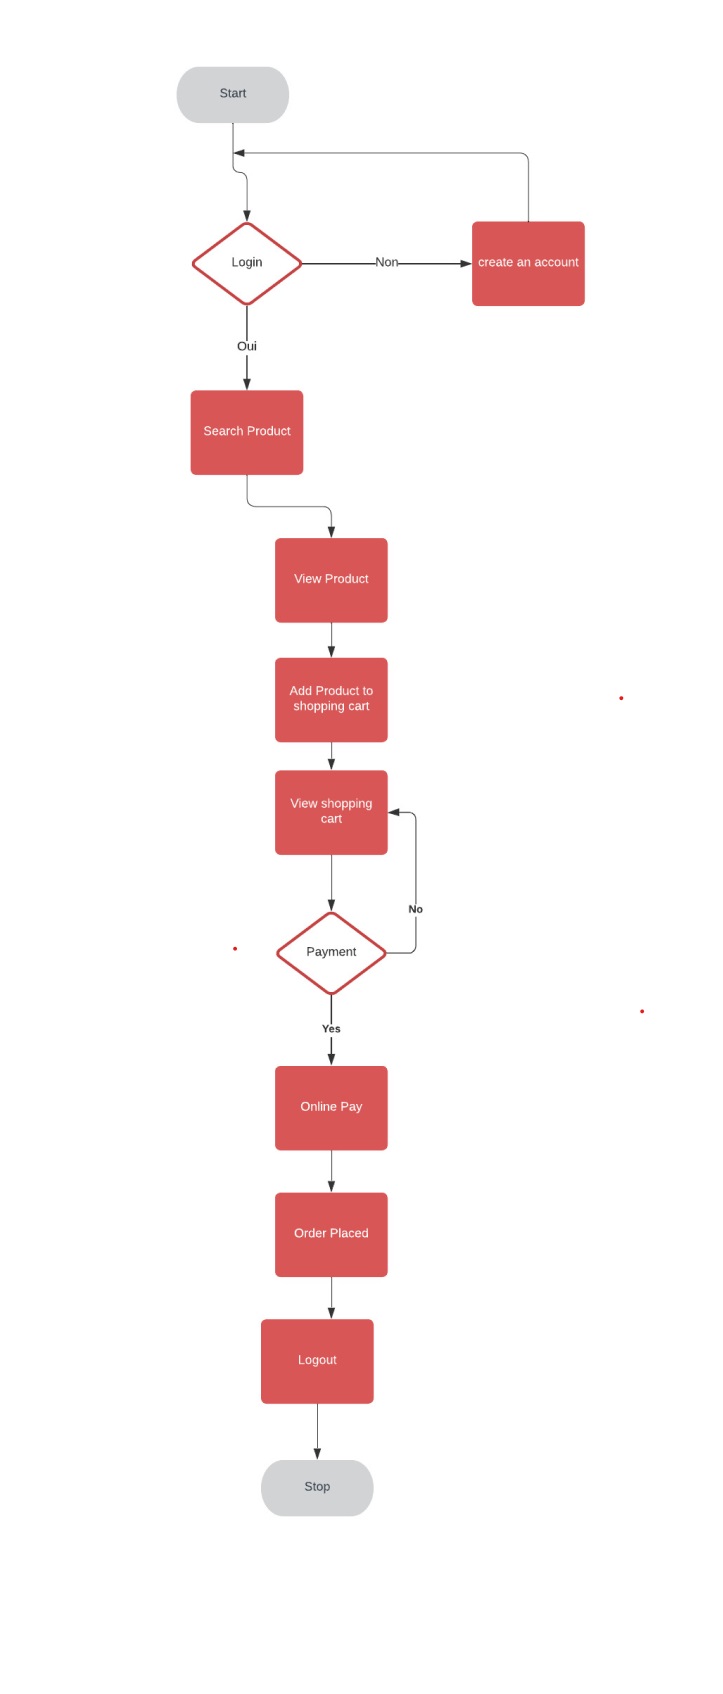 Start
Login
Non
create an account
Oui
Search Product
View Product
Add Product to
shopping cart
View shopping
cart
No
Payment
Yes
Online Pay
Order Placed
Logout
Stop